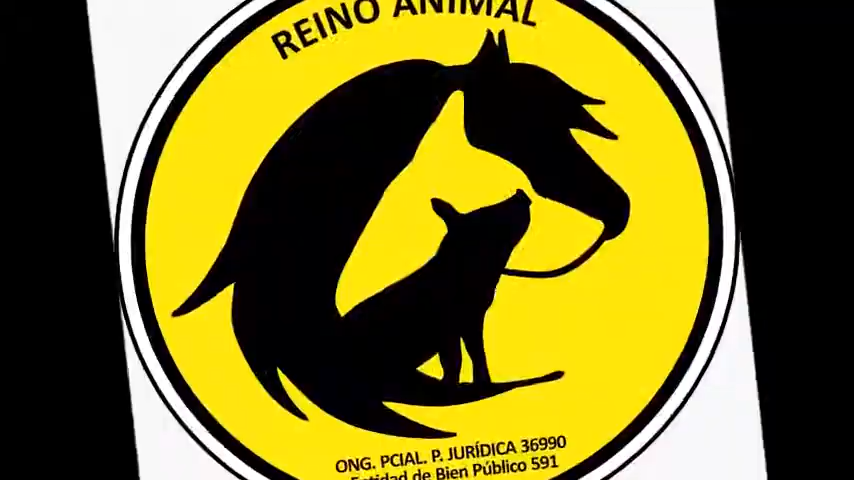 REINO ANIMAL
ONG. PCIAL. P. JURÍDICA 36990
Entidad de Bien Público 591